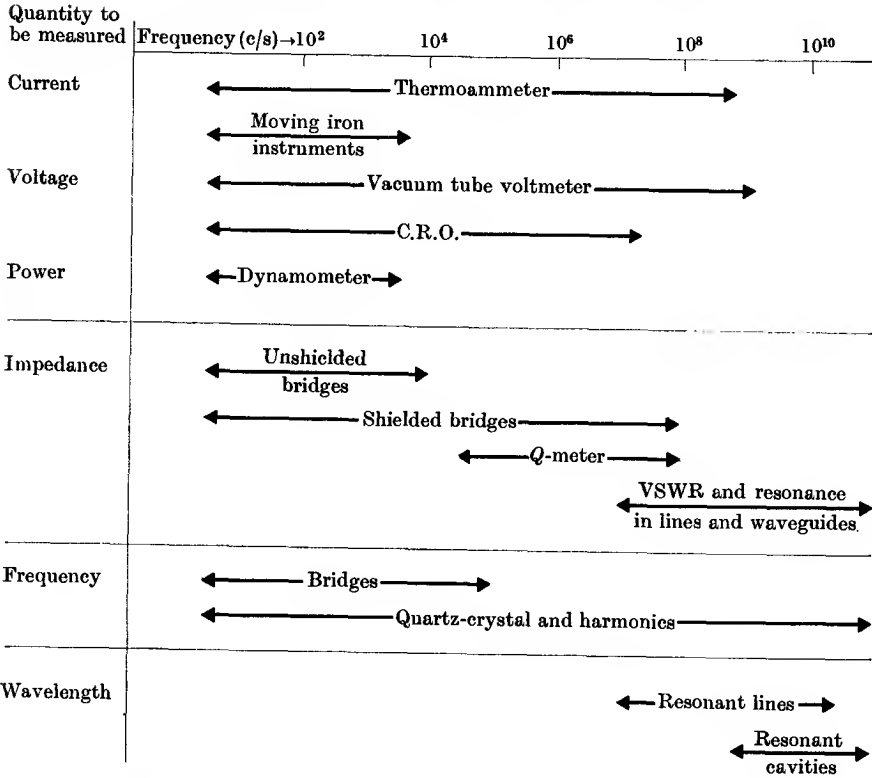 Quantity to
be measured
Frequency (c/s)→10²
10⁴
10⁶
10⁸
10¹⁰
Current
Thermoammeter
Moving iron
instruments
Voltage
Vacuum tube voltmeter
C.R.O.
Power
Dynamometer
Impedance
Unshielded
bridges
Shielded bridges
Q-meter
VSWR and resonance
in lines and waveguides.
Frequency
Bridges
Quartz-crystal and harmonics
Wavelength
Resonant lines
Resonant
cavities